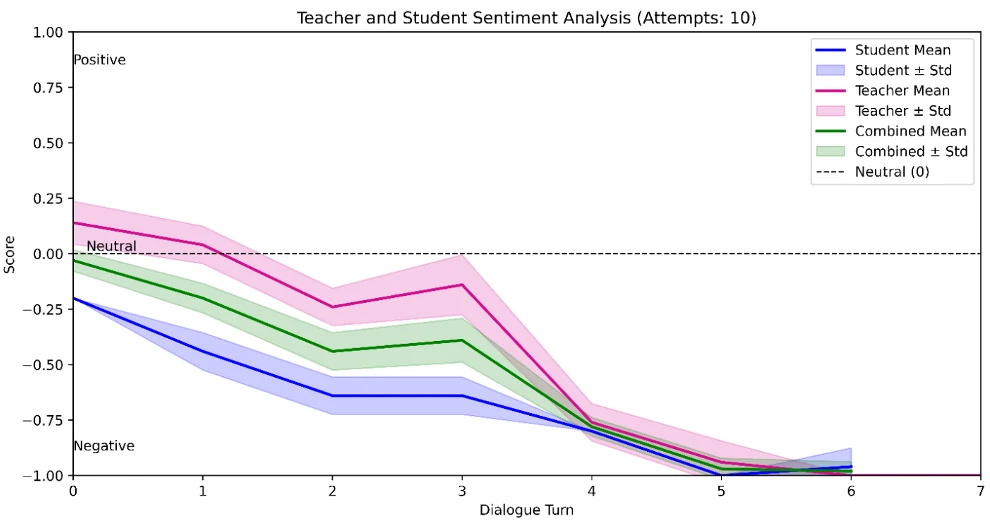 Teacher and Student Sentiment Analysis (Attempts: 10)
1.00
Positive
0.75
0.50
0.25
Neutral
0.00
−0.25
−0.50
−0.75
Negative
−1.00
Score
0 1 2 3 4 5 6 7
Dialogue Turn
Student Mean
Student ± Std
Teacher Mean
Teacher ± Std
Combined Mean
Combined ± Std
Neutral (0)